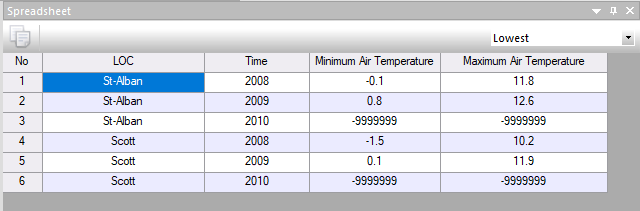 Spreadsheet
Lowest
No LOC Time Minimum Air Temperature Maximum Air Temperature
1 St-Alban 2008 -0.1 11.8
2 St-Alban 2009 0.8 12.6
3 St-Alban 2010 -9999999 -9999999
4 Scott 2008 -1.5 10.2
5 Scott 2009 0.1 11.9
6 Scott 2010 -9999999 -9999999